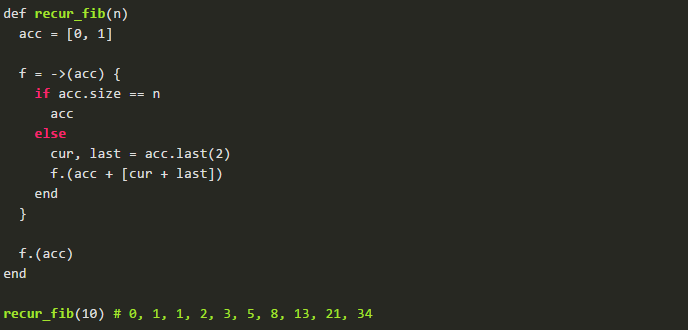 def recur_fib(n)
  acc = [0, 1]

  f = ->(acc) {
    if acc.size == n
      acc
    else
      cur, last = acc.last(2)
      f.(acc + [cur + last])
    end
  }

  f.(acc)
end

recur_fib(10) # 0, 1, 1, 2, 3, 5, 8, 13, 21, 34